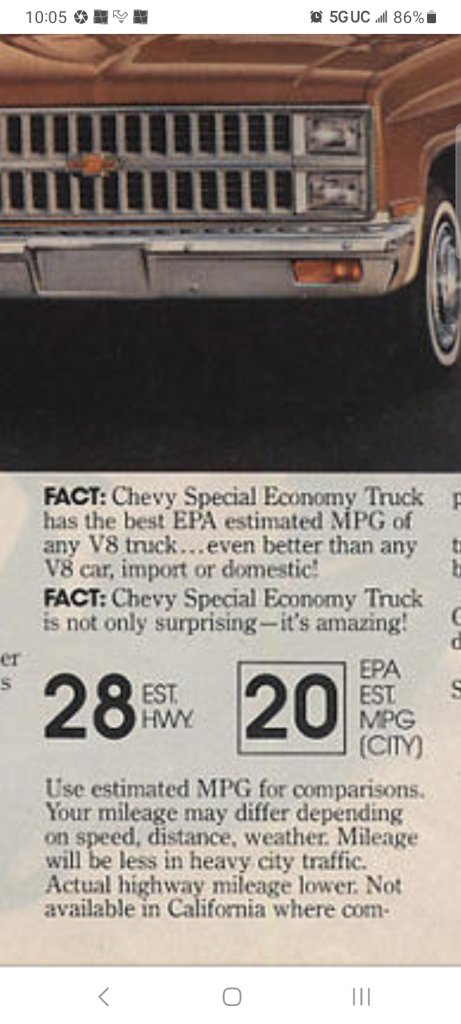 10:05 5GUC 86%
FACT: Chevy Special Economy Truck
has the best EPA estimated MPG of
any V8 truck...even better than any
V8 car, import or domestic!
FACT: Chevy Special Economy Truck
is not only surprising—it's amazing!
er
s
28 EST. HWY.
20 EPA EST. MPG (CITY)
Use estimated MPG for comparisons.
Your mileage may differ depending
on speed, distance, weather. Mileage
will be less in heavy city traffic.
Actual highway mileage lower. Not
available in California where com-